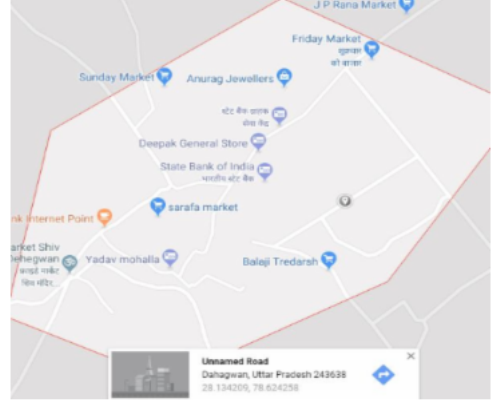 J P Rana Market
Friday Market
शुक्रवार
को बाजार
Sunday Market
Anurag Jewellers
स्टेट बैंक ग्राहक
सेवा केंद्र
Deepak General Store
State Bank of India
भारतीय स्टेट बैंक
sarafa market
nk Internet Point
arket Shiv
ehegwan
मार्केट
शिव मंदिर...
Yadav mohalla
Balaji Tredarsh
Unnamed Road
Dahagwan, Uttar Pradesh 243638
28.134209, 78.624258